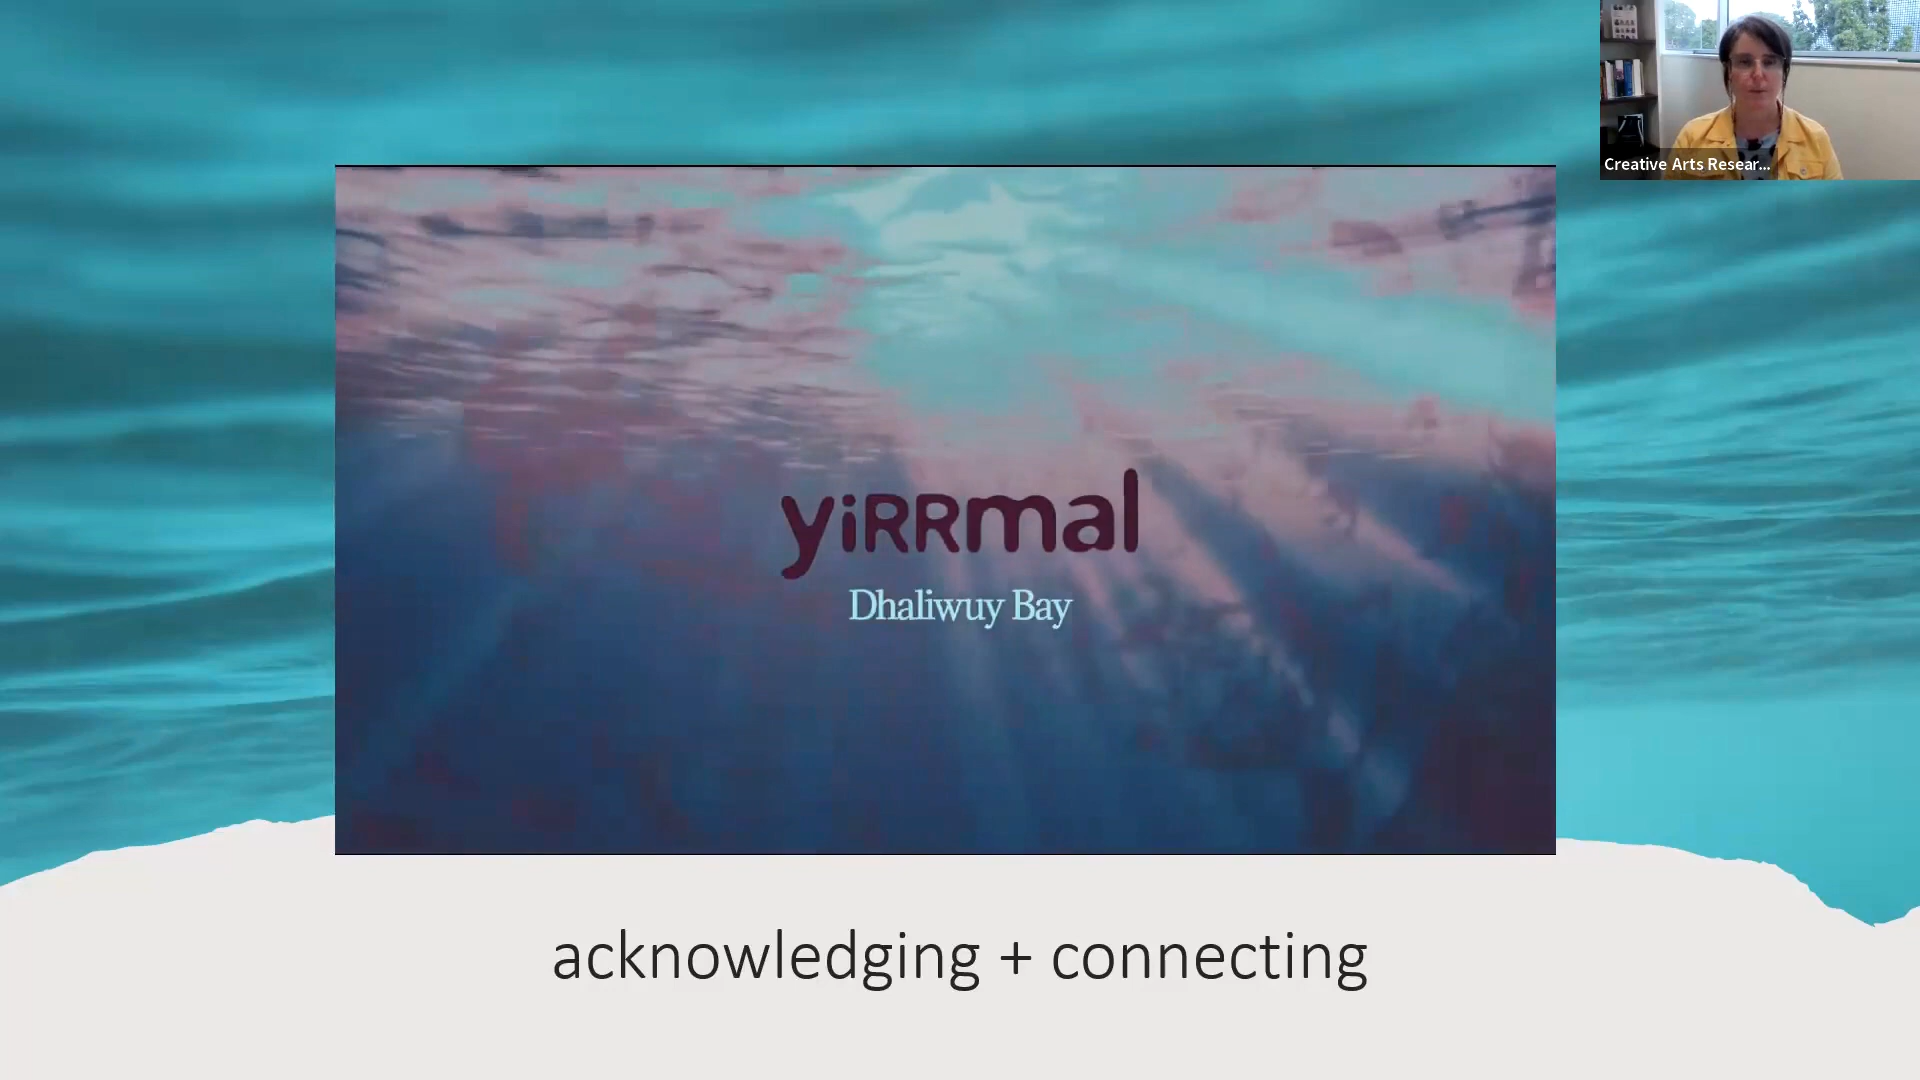 Creative Arts Resear...
yiRRmal
Dhaliwuy Bay
acknowledging + connecting